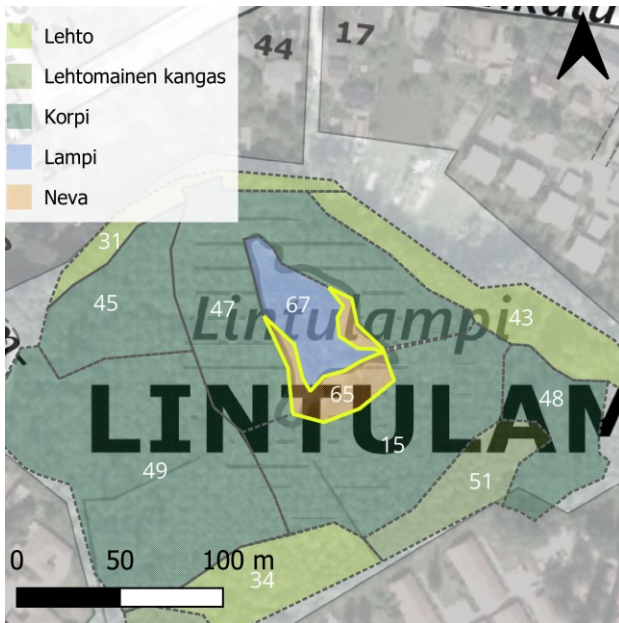 Lehto
Lehtomainen kangas
Korpi
Lampi
Neva
44
17
31
45
47
67
43
Lintulampi
65
48
LINTULAM
15
49
51
34
0 50 100 m